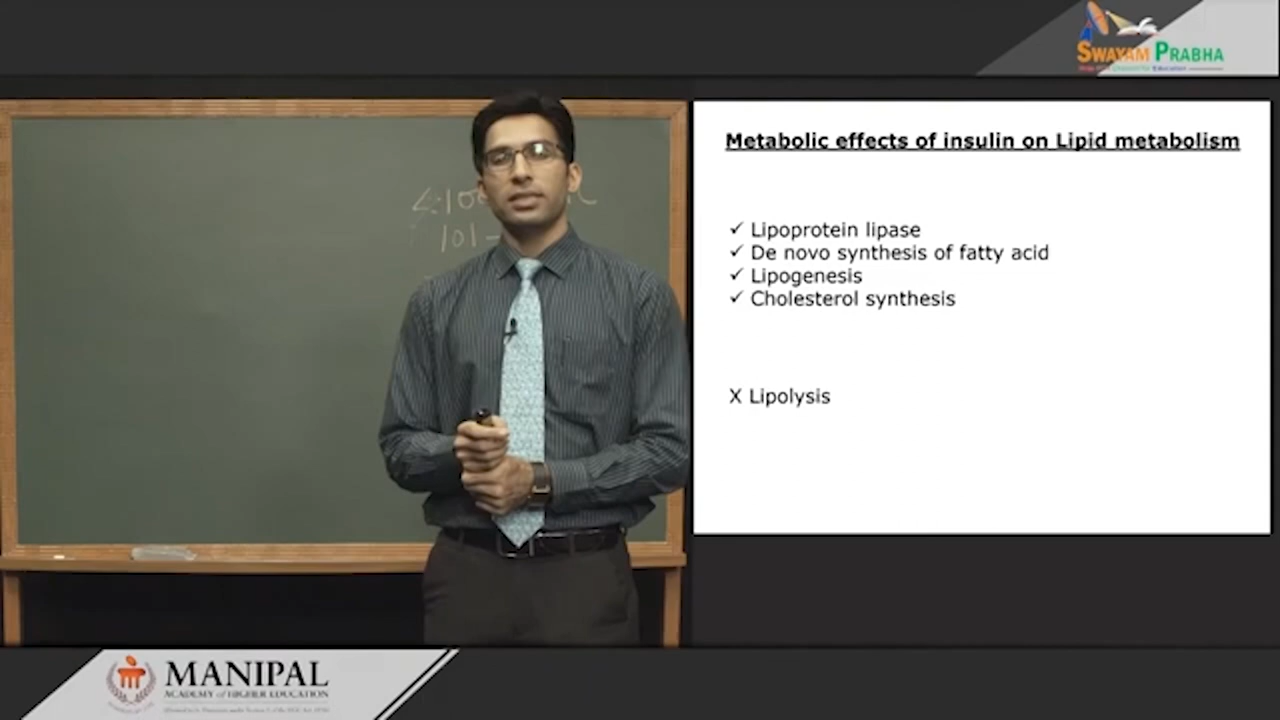 SWAYAM PRABHA
Metabolic effects of insulin on Lipid metabolism
✓ Lipoprotein lipase
✓ De novo synthesis of fatty acid
✓ Lipogenesis
✓ Cholesterol synthesis
X Lipolysis
101-
MANIPAL
ACADEMY of HIGHER EDUCATION